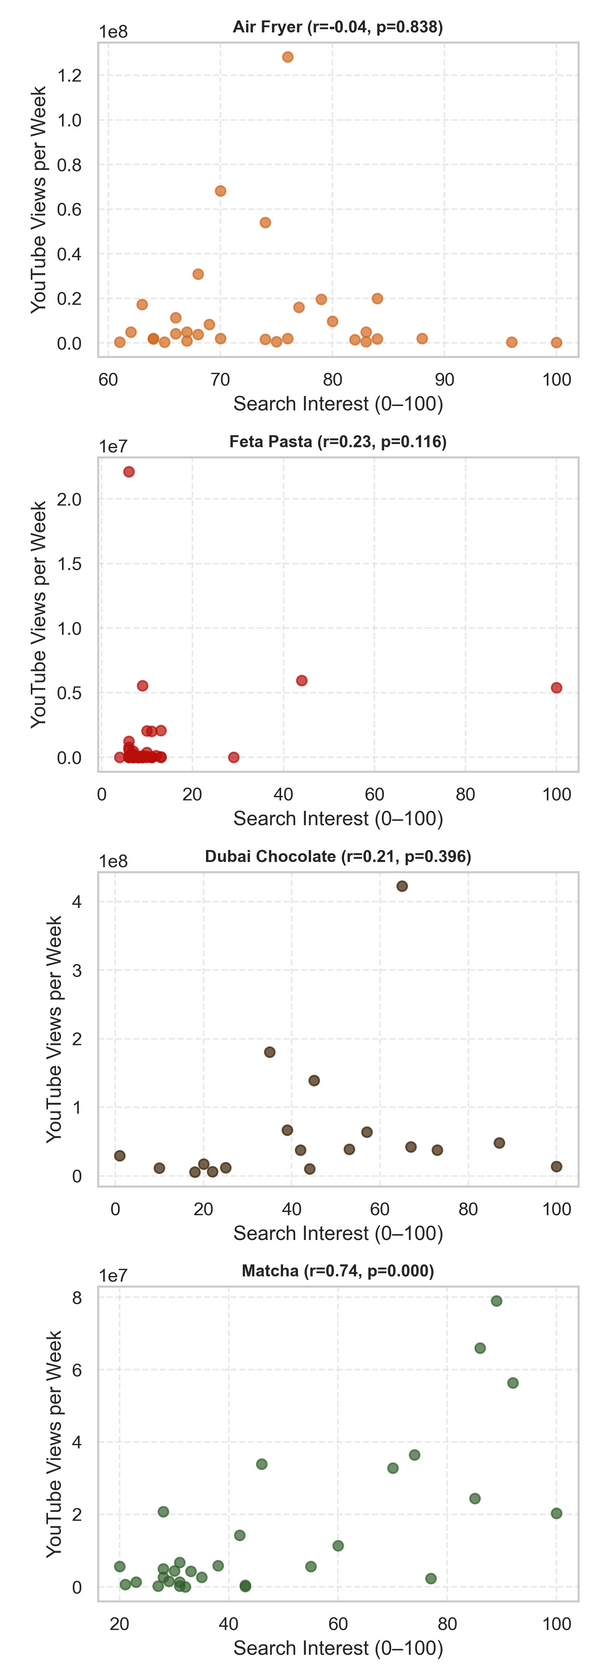 Air Fryer (r=-0.04, p=0.838)
1e8
1.2
1.0
0.8
0.6
0.4
0.2
0.0
YouTube Views per Week
60 70 80 90 100
Search Interest (0–100)
Feta Pasta (r=0.23, p=0.116)
1e7
2.0
1.5
1.0
0.5
0.0
YouTube Views per Week
0 20 40 60 80 100
Search Interest (0–100)
Dubai Chocolate (r=0.21, p=0.396)
1e8
4
3
2
1
0
YouTube Views per Week
0 20 40 60 80 100
Search Interest (0–100)
Matcha (r=0.74, p=0.000)
1e7
8
6
4
2
0
YouTube Views per Week
20 40 60 80 100
Search Interest (0–100)